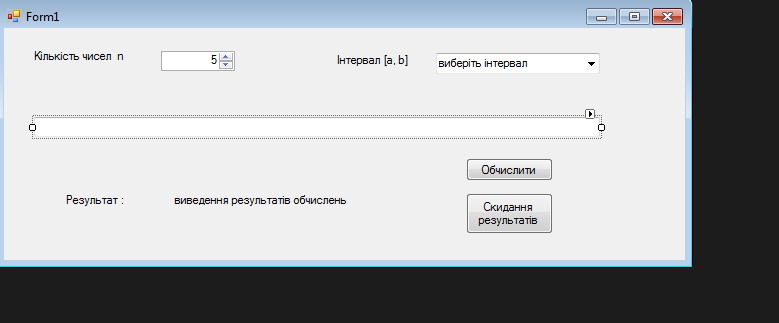 Form1
Кількість чисел n
5
Інтервал [a, b]
виберіть інтервал
Обчислити
Результат :
виведення результатів обчислень
Скидання
результатів